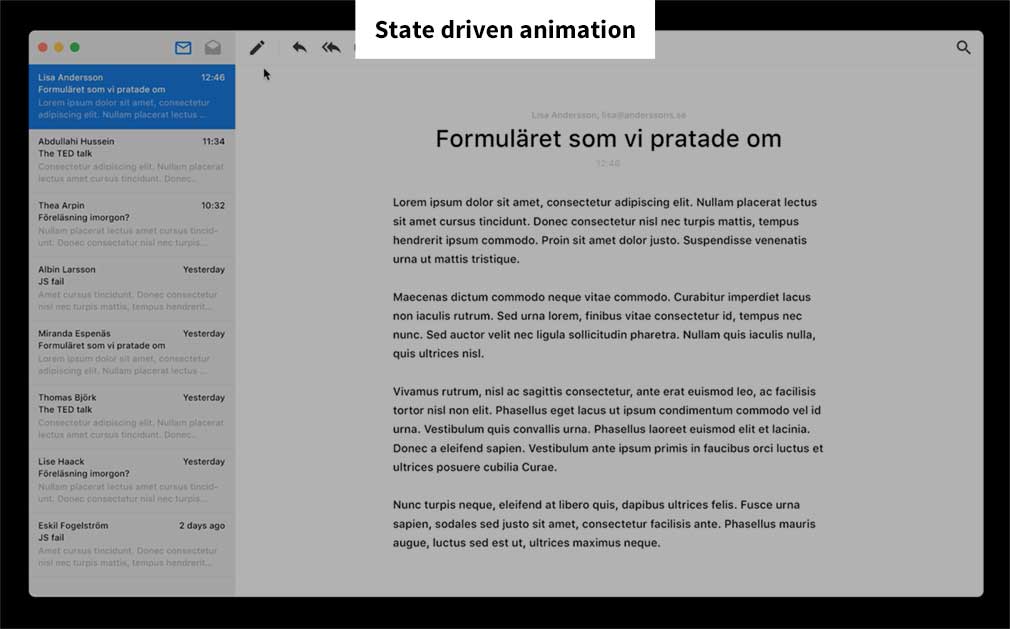 State driven animation
Lisa Andersson 12:46
Formuläret som vi pratade om
Lorem ipsum dolor sit amet, consectetur
adipiscing elit. Nullam placerat lectus ...
Abdullahi Hussein 11:34
The TED talk
Consectetur adipiscing elit. Nullam placerat
lectus amet cursus tincidunt. Donec...
Thea Arpin 10:32
Föreläsning imorgon?
Nullam placerat lectus amet cursus tincid-
unt. Donec consectetur nisl nec turpis...
Albin Larsson Yesterday
JS fail
Amet cursus tincidunt. Donec consectetur
nisl nec turpis mattis, tempus hendrerit...
Miranda Espenäs Yesterday
Formuläret som vi pratade om
Lorem ipsum dolor sit amet, consectetur
adipiscing elit. Nullam placerat lectus ...
Thomas Björk Yesterday
The TED talk
Consectetur adipiscing elit. Nullam placerat
lectus amet cursus tincidunt. Donec...
Lise Haack Yesterday
Föreläsning imorgon?
Nullam placerat lectus amet cursus tincid-
unt. Donec consectetur nisl nec turpis...
Eskil Fogelström 2 days ago
JS fail
Amet cursus tincidunt. Donec consectetur
nisl nec turpis mattis, tempus hendrerit...
Lisa Andersson, lisa@anderssons.se
Formuläret som vi pratade om
12:46
Lorem ipsum dolor sit amet, consectetur adipiscing elit. Nullam placerat lectus
sit amet cursus tincidunt. Donec consectetur nisl nec turpis mattis, tempus
hendrerit ipsum commodo. Proin sit amet dolor justo. Suspendisse venenatis
urna ut mattis tristique.
Maecenas dictum commodo neque vitae commodo. Curabitur imperdiet lacus
non iaculis rutrum. Sed urna lorem, finibus vitae consectetur id, tempus nec
nunc. Sed auctor velit nec ligula sollicitudin pharetra. Nullam quis iaculis nulla,
quis ultrices nisl.
Vivamus rutrum, nisl ac sagittis consectetur, ante erat euismod leo, ac facilisis
tortor nisl non elit. Phasellus eget lacus ut ipsum condimentum commodo vel id
urna. Vestibulum quis convallis urna. Phasellus laoreet euismod elit et lacinia.
Donec a eleifend sapien. Vestibulum ante ipsum primis in faucibus orci luctus et
ultrices posuere cubilia Curae.
Nunc turpis neque, eleifend at libero quis, dapibus ultrices felis. Fusce urna
sapien, sodales sed justo sit amet, consectetur facilisis ante. Phasellus mauris
augue, luctus sed est ut, ultrices maximus neque.